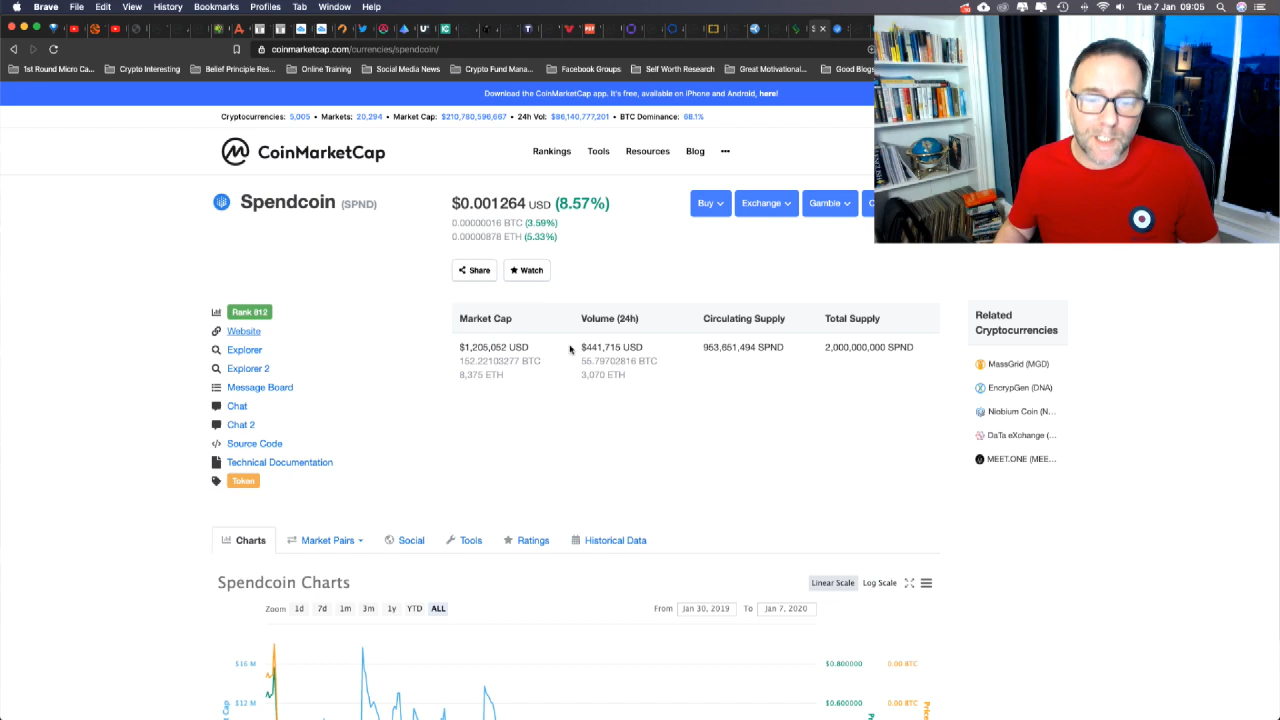 Brave File Edit View History Bookmarks Window Help
coinmarketcap.com/currencies/spendcoin/
1st Round Micro Ca... Crypto Interesting Belief Principle Res... Online Training Social Media News Crypto Fund Mana... Facebook Groups Self Worth Research Great Motivational... Good Blogs
Download the CoinMarketCap app. It's free, available on iPhone and Android, here!
Cryptocurrencies: 5,005 • Markets: 20,294 • Market Cap: $210,780,596,667 • 24h Vol: $86,140,777,201 • BTC Dominance: 68.1%
CoinMarketCap
Rankings Tools Resources Blog •••
Spendcoin (SPND)
$0.001264 USD (8.57%)
0.00000016 BTC (3.59%)
0.00000878 ETH (5.33%)
Buy Exchange Gamble
Share Watch
Rank 812
Website
Explorer
Explorer 2
Message Board
Chat
Chat 2
Source Code
Technical Documentation
Token
Market Cap Volume (24h) Circulating Supply Total Supply
$1,205,052 USD $441,715 USD 953,651,494 SPND 2,000,000,000 SPND
152.22103277 BTC 55.79702816 BTC
8,375 ETH 3,070 ETH
Related
Cryptocurrencies
MassGrid (MGD)
EncrypGen (DNA)
Niobium Coin (N...
DaTa eXchange (...
MEET.ONE (MEE...
Charts Market Pairs Social Tools Ratings Historical Data
Spendcoin Charts
Linear Scale Log Scale
Zoom 1d 7d 1m 3m 1y YTD ALL
From Jan 30, 2019 To Jan 7, 2020
$16 M $0.800000 0.00 BTC
$12 M $0.600000 0.00 BTC